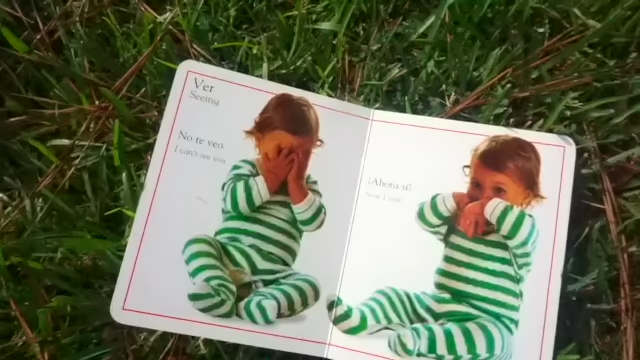 Ver
Seeing
No te veo.
I can't see you.
¡Ahora sí!
Now I can!